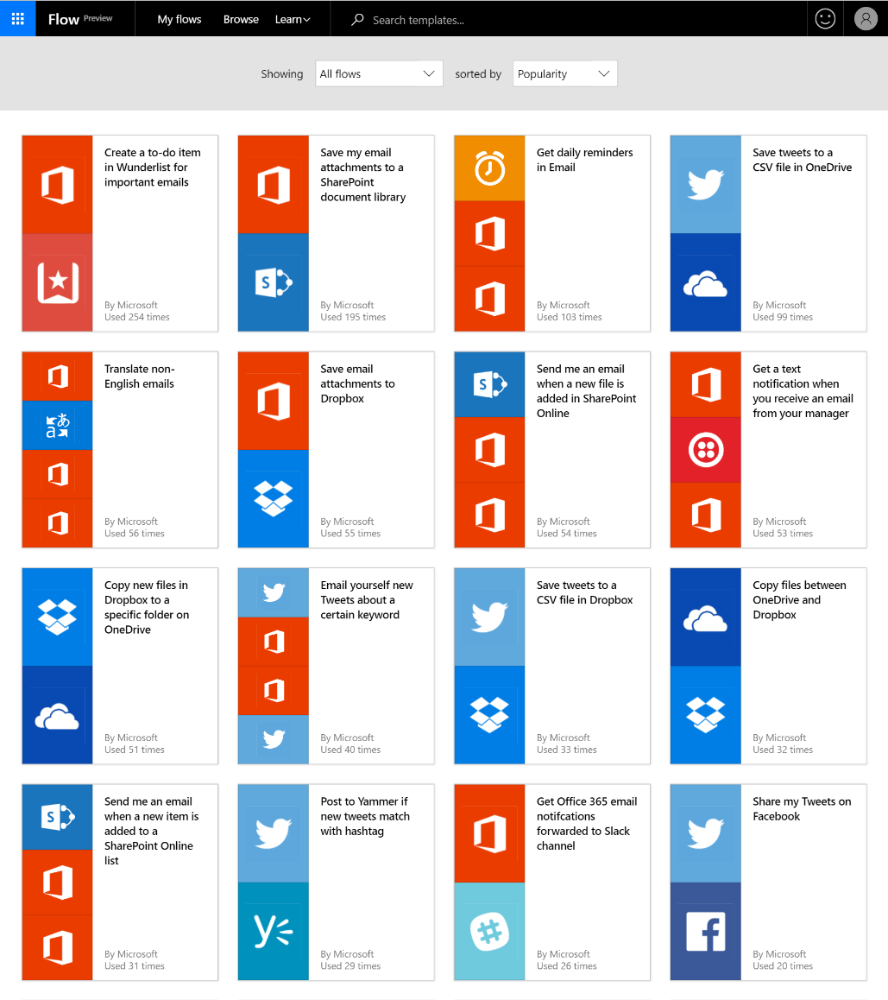 Flow Preview
My flows
Browse
Learn
Search templates...
Showing
All flows
sorted by
Popularity
Create a to-do item
in Wunderlist for
important emails
By Microsoft
Used 254 times
Save my email
attachments to a
SharePoint
document library
S
By Microsoft
Used 195 times
Get daily reminders
in Email
By Microsoft
Used 103 times
Save tweets to a
CSV file in OneDrive
By Microsoft
Used 99 times
Translate non-
English emails
あ
a
By Microsoft
Used 56 times
Save email
attachments to
Dropbox
By Microsoft
Used 55 times
S
Send me an email
when a new file is
added in SharePoint
Online
By Microsoft
Used 54 times
Get a text
notification when
you receive an email
from your manager
By Microsoft
Used 53 times
Copy new files in
Dropbox to a
specific folder on
OneDrive
By Microsoft
Used 51 times
Email yourself new
Tweets about a
certain keyword
By Microsoft
Used 40 times
Save tweets to a
CSV file in Dropbox
By Microsoft
Used 33 times
Copy files between
OneDrive and
Dropbox
By Microsoft
Used 32 times
S
Send me an email
when a new item is
added to a
SharePoint Online
list
By Microsoft
Used 31 times
Post to Yammer if
new tweets match
with hashtag
By Microsoft
Used 29 times
Get Office 365 email
notifcations
forwarded to Slack
channel
By Microsoft
Used 26 times
Share my Tweets on
Facebook
By Microsoft
Used 20 times